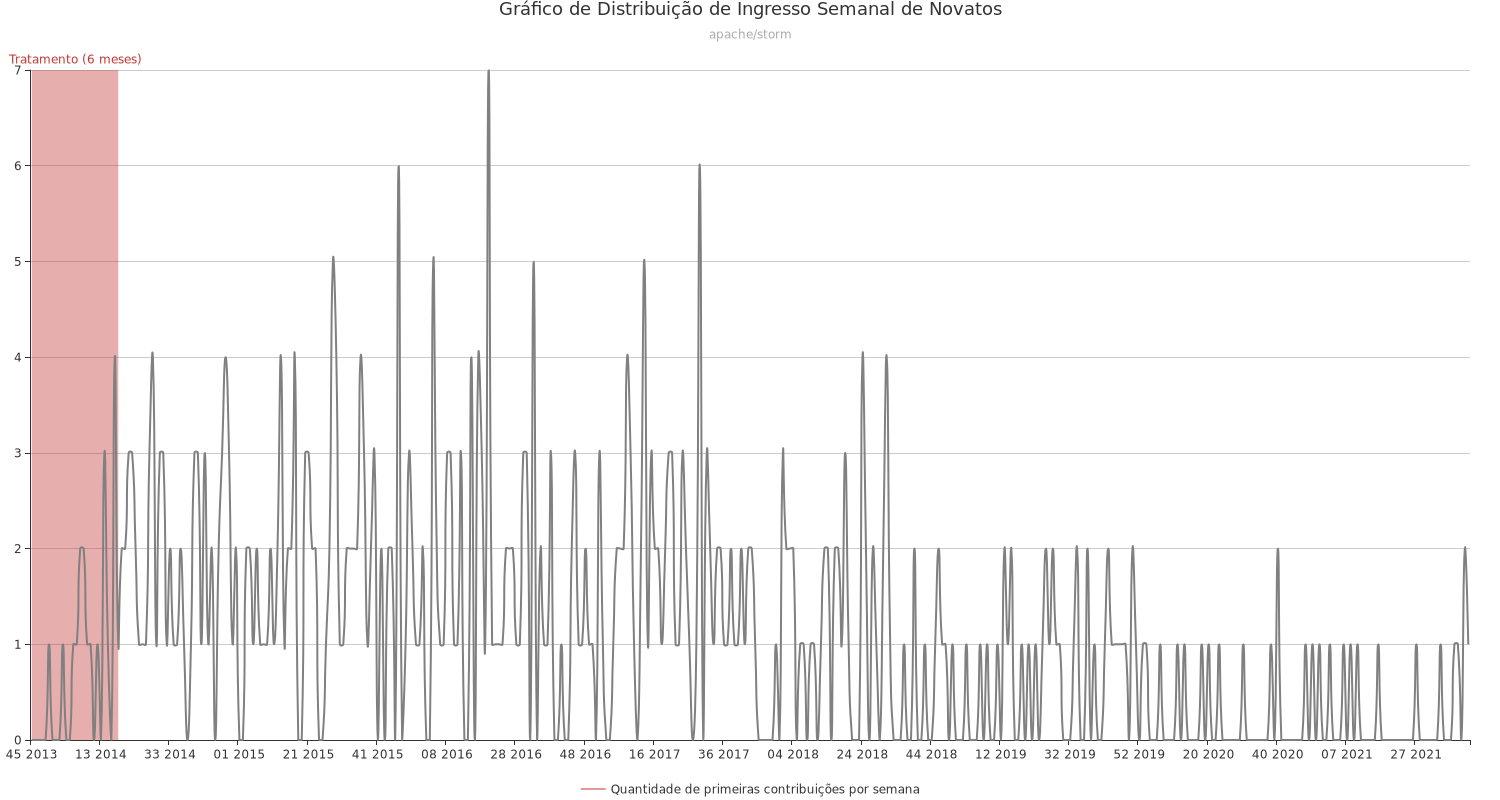 Gráfico de Distribuição de Ingresso Semanal de Novatos
apache/storm
Tratamento (6 meses)
7
6
5
4
3
2
1
0
45 2013 13 2014 33 2014 01 2015 21 2015 41 2015 08 2016 28 2016 48 2016 16 2017 36 2017 04 2018 24 2018 44 2018 12 2019 32 2019 52 2019 20 2020 40 2020 07 2021 27 2021
Quantidade de primeiras contribuições por semana